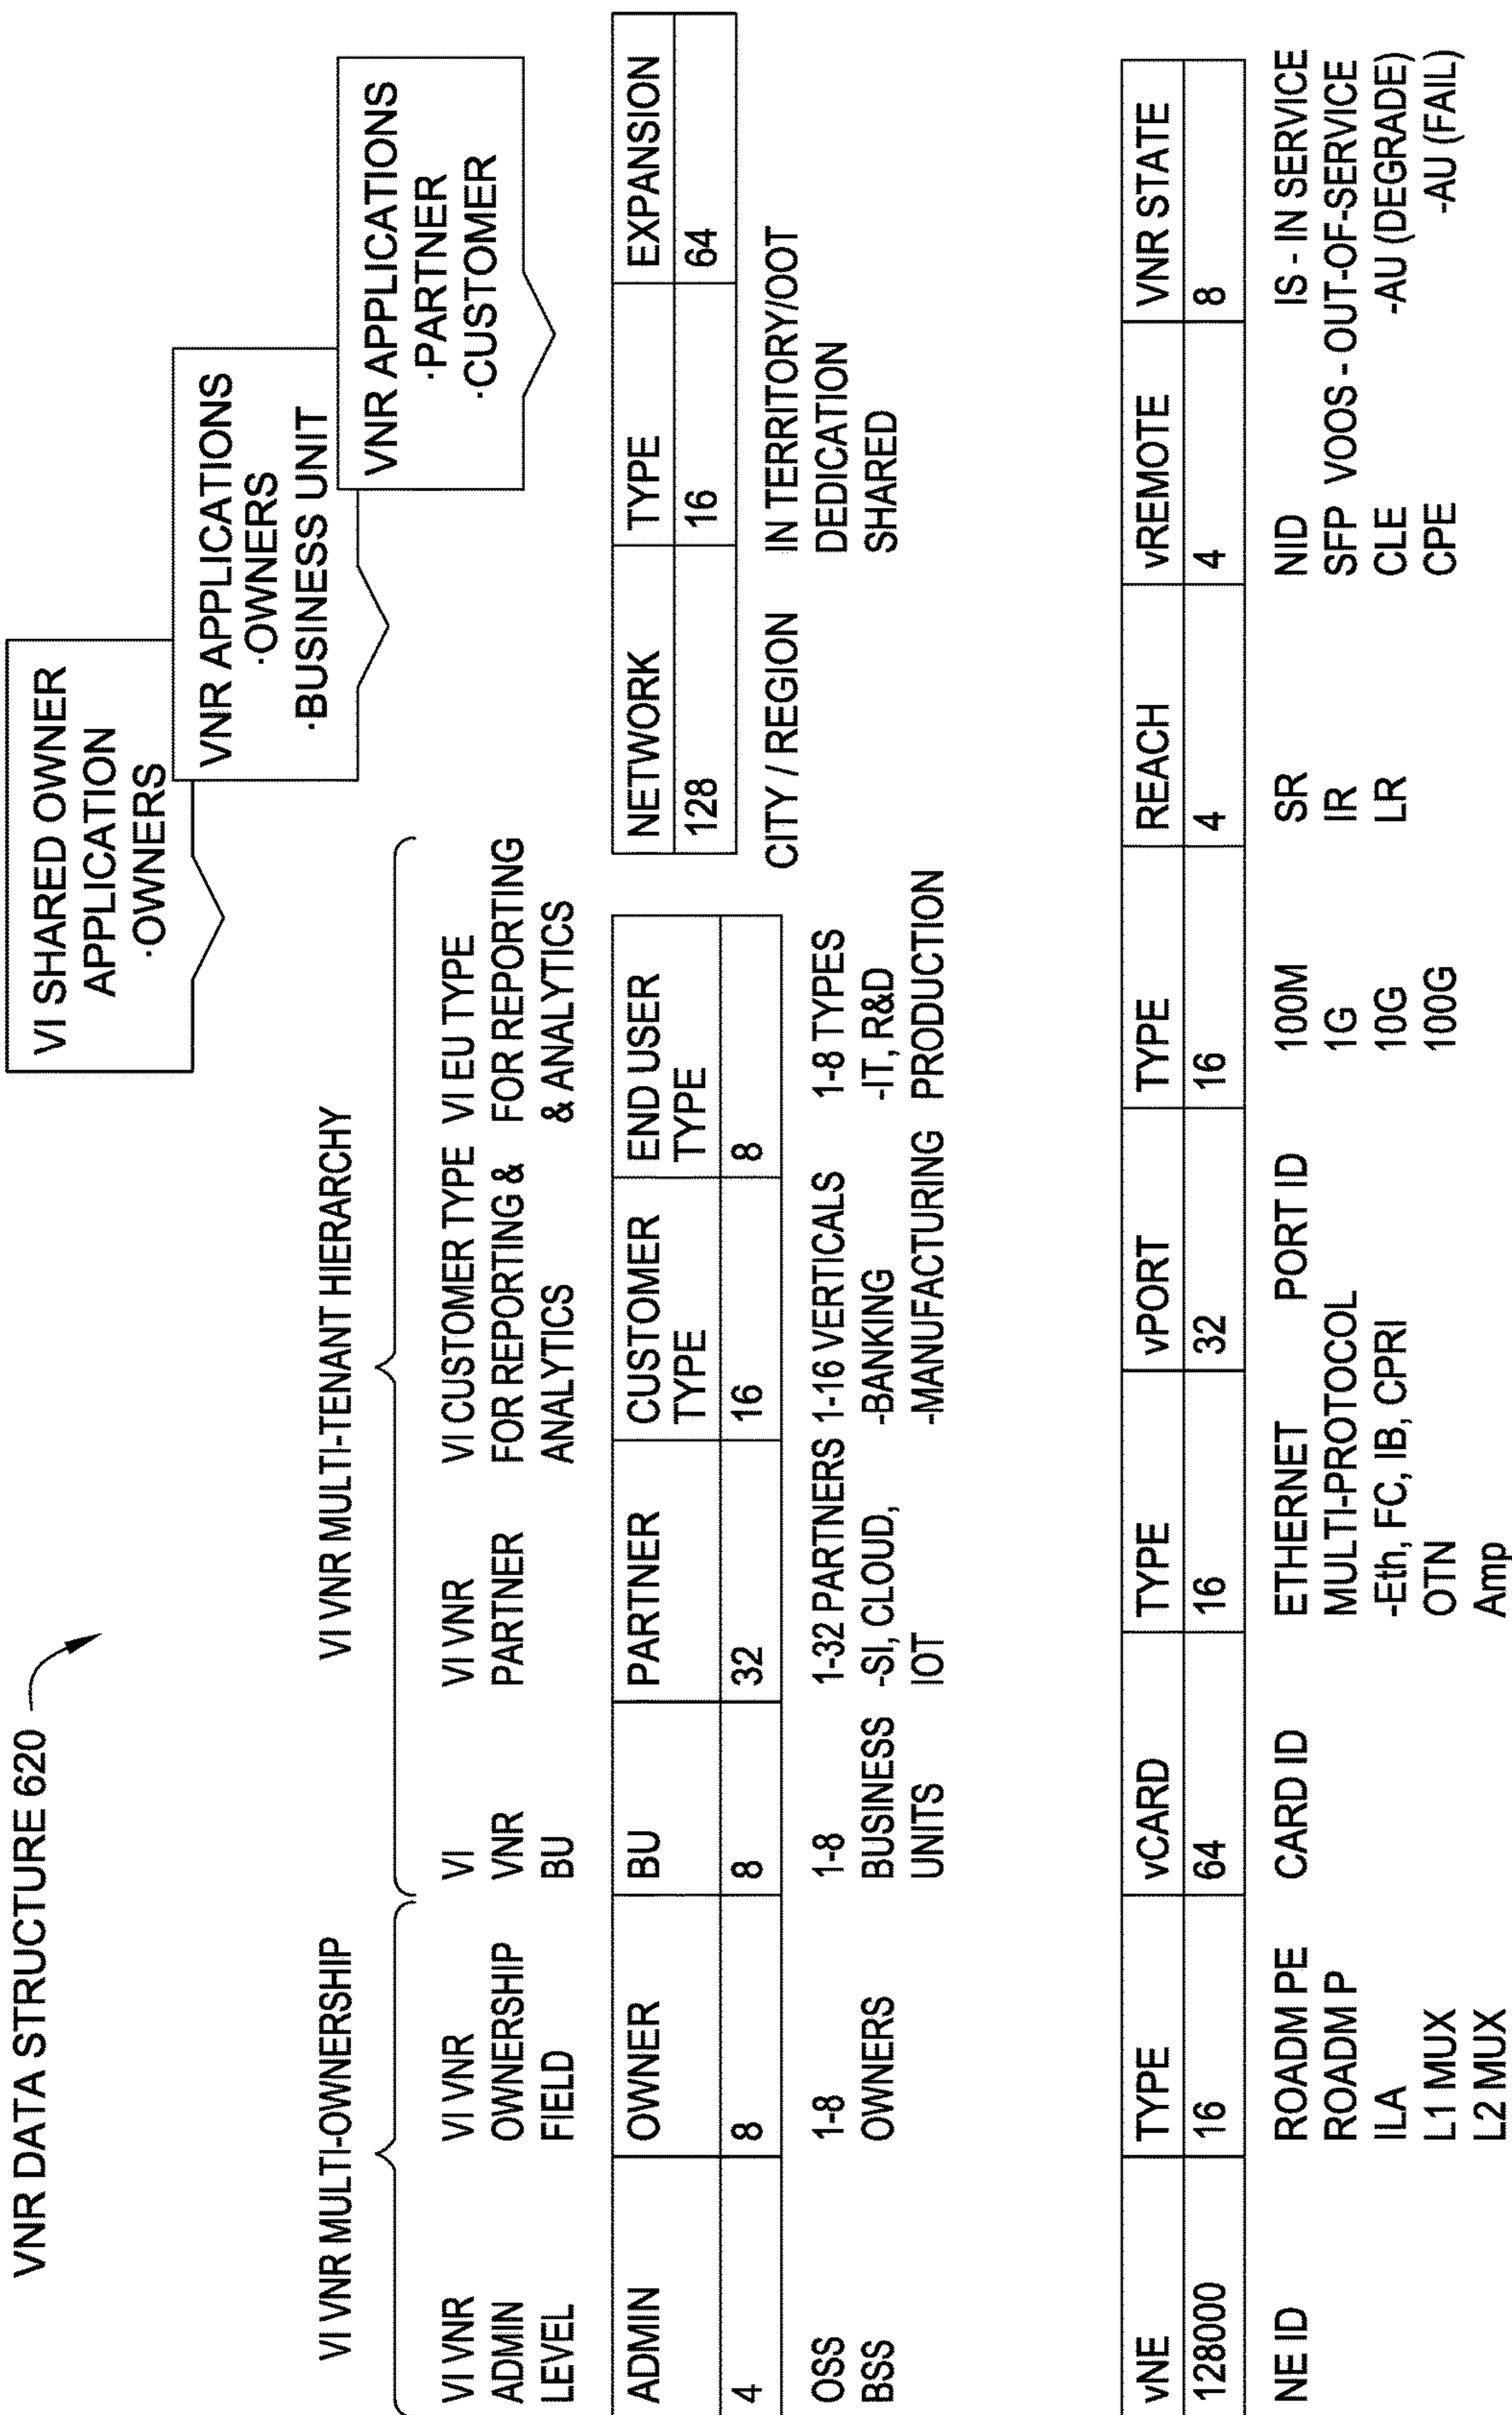 VNR DATA STRUCTURE 620
VI SHARED OWNER
APPLICATION
·OWNERS
VNR APPLICATIONS
·OWNERS
·BUSINESS UNIT
VNR APPLICATIONS
·PARTNER
·CUSTOMER
VI VNR MULTI-OWNERSHIP
VI VNR MULTI-TENANT HIERARCHY
VI VNR
ADMIN
LEVEL
VI VNR
OWNERSHIP
FIELD
VI
VNR
BU
VI VNR
PARTNER
VI CUSTOMER TYPE
FOR REPORTING &
ANALYTICS
VI EU TYPE
FOR REPORTING
& ANALYTICS
ADMIN
4
OWNER
8
BU
8
PARTNER
32
CUSTOMER
TYPE
16
END USER
TYPE
8
NETWORK
128
TYPE
16
EXPANSION
64
OSS
BSS
1-8
OWNERS
1-8
BUSINESS
UNITS
1-32 PARTNERS
-SI, CLOUD,
IOT
1-16 VERTICALS
-BANKING
-MANUFACTURING
1-8 TYPES
-IT, R&D
PRODUCTION
CITY / REGION
IN TERRITORY/OOT
DEDICATION
SHARED
vNE
128000
TYPE
16
vCARD
64
TYPE
16
vPORT
32
TYPE
16
REACH
4
vREMOTE
4
VNR STATE
8
NE ID
ROADM PE
ROADM P
ILA
L1 MUX
L2 MUX
CARD ID
ETHERNET
MULTI-PROTOCOL
-Eth, FC, IB, CPRI
OTN
Amp
PORT ID
100M
1G
10G
100G
SR
IR
LR
NID
SFP
CLE
CPE
IS - IN SERVICE
VOOS - OUT-OF-SERVICE
-AU (DEGRADE)
-AU (FAIL)